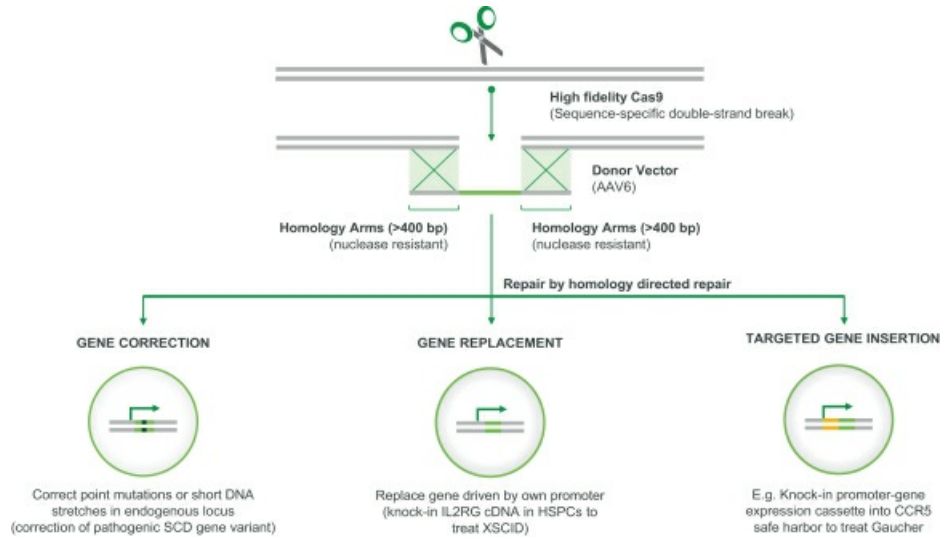 High fidelity Cas9
(Sequence-specific double-strand break)
Donor Vector
(AAV6)
Homology Arms (>400 bp)
(nuclease resistant)
Homology Arms (>400 bp)
(nuclease resistant)
Repair by homology directed repair
GENE CORRECTION
Correct point mutations or short DNA
stretches in endogenous locus
(correction of pathogenic SCD gene variant)
GENE REPLACEMENT
Replace gene driven by own promoter
(knock-in IL2RG cDNA in HSPCs to
treat XSCID)
TARGETED GENE INSERTION
E.g. Knock-in promoter-gene
expression cassette into CCR5
safe harbor to treat Gaucher